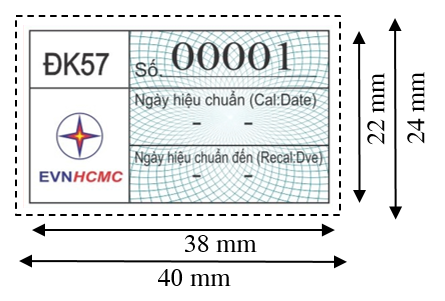 ĐK57
Số. 00001
Ngày hiệu chuẩn (Cal:Date)
- -
Ngày hiệu chuẩn đến (Recal:Dve)
- -
EVNHCMC
22 mm
24 mm
38 mm
40 mm